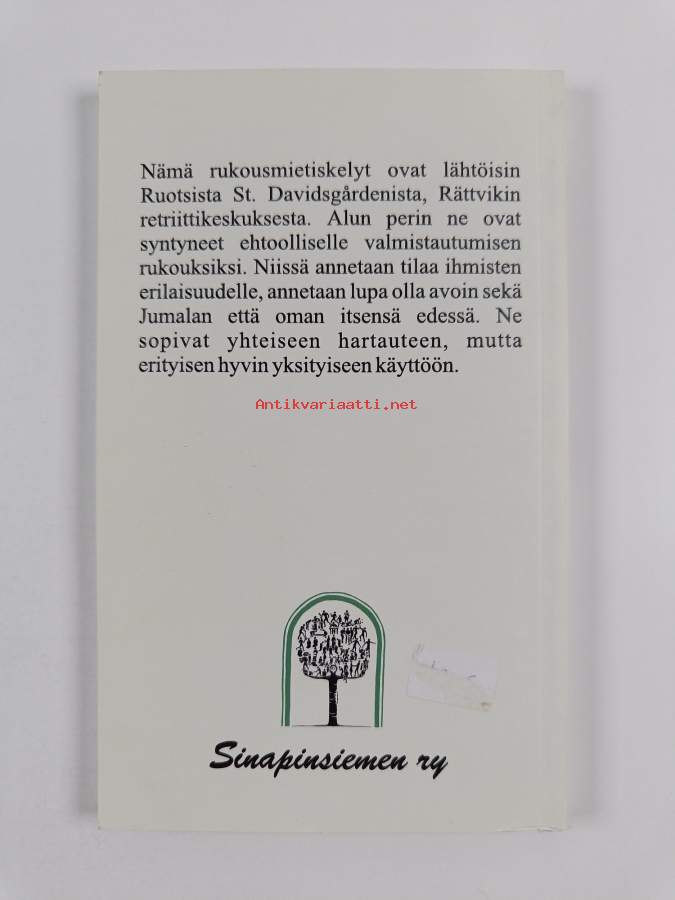 Nämä rukousmietiskelyt ovat lähtöisin
Ruotsista St. Davidsgårdenista, Rättvikin
retriittikeskuksesta. Alun perin ne ovat
syntyneet ehtoolliselle valmistautumisen
rukouksiksi. Niissä annetaan tilaa ihmisten
erilaisuudelle, annetaan lupa olla avoin sekä
Jumalan että oman itsensä edessä. Ne
sopivat yhteiseen hartauteen, mutta
erityisen hyvin yksityiseen käyttöön.
Antikvariaatti.net
Sinapinsiemen ry